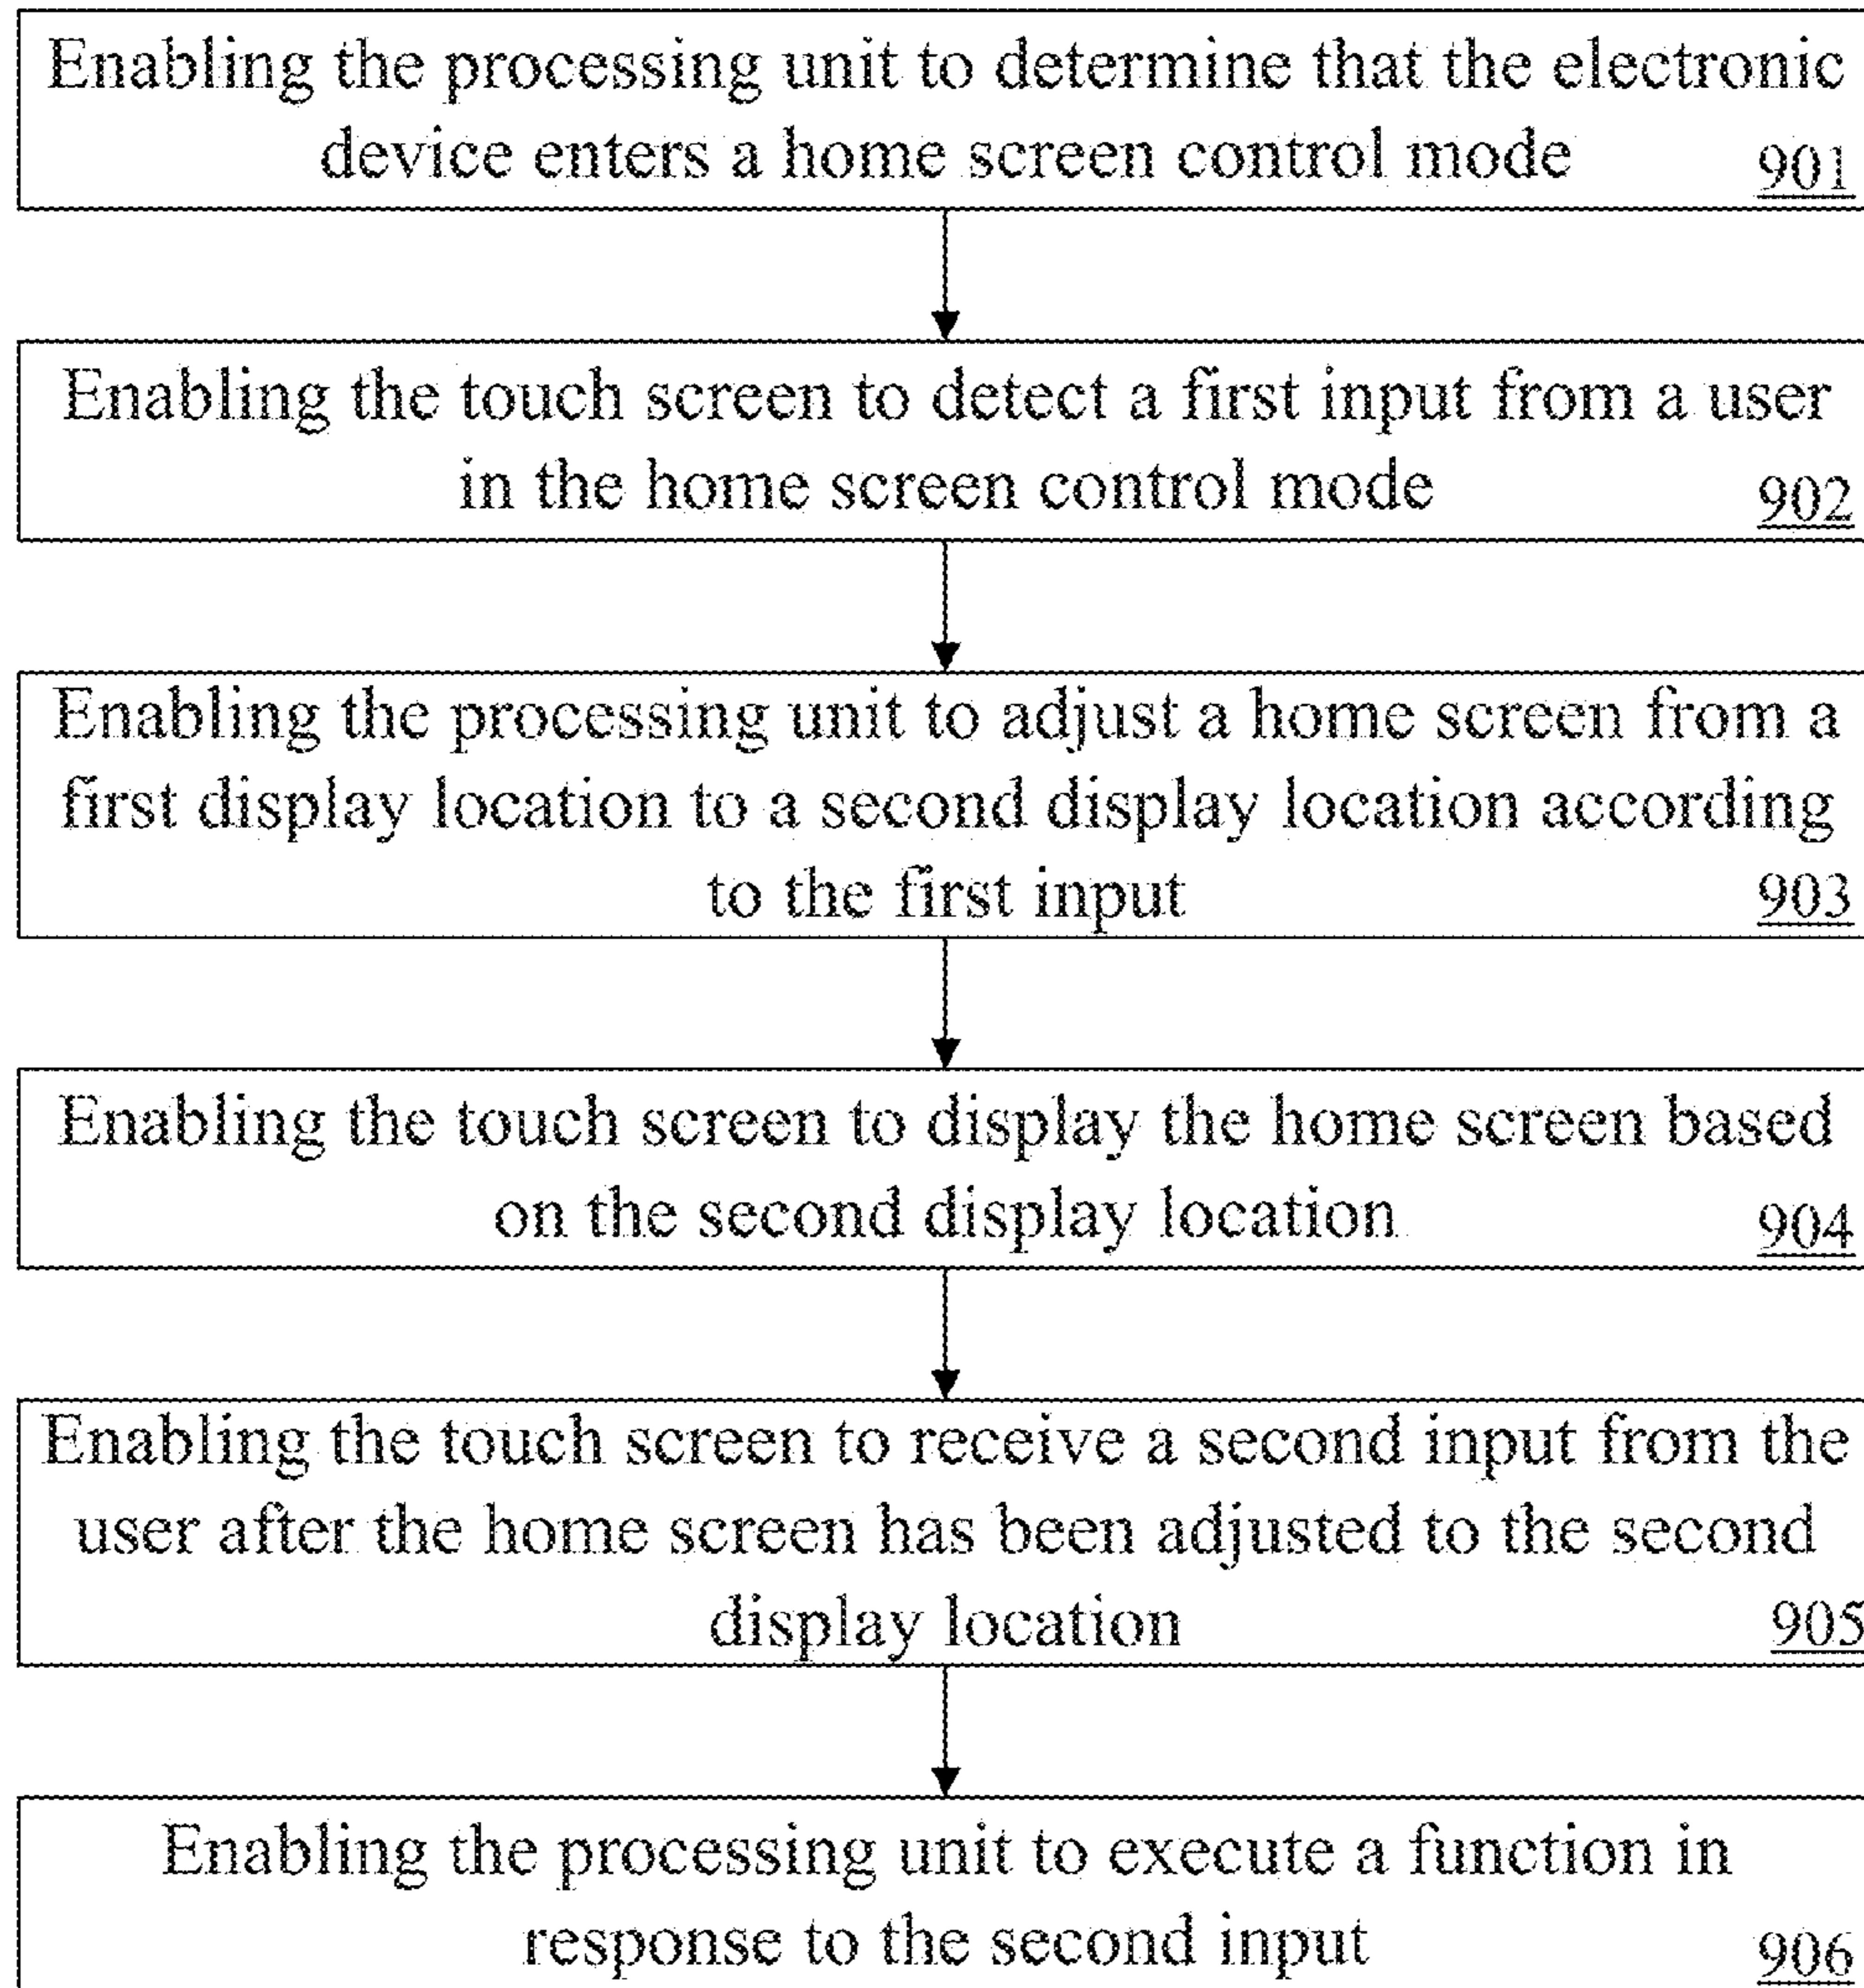 Enabling the processing unit to determine that the electronic
device enters a home screen control mode 901
Enabling the touch screen to detect a first input from a user
in the home screen control mode 902
Enabling the processing unit to adjust a home screen from a
first display location to a second display location according
to the first input 903
Enabling the touch screen to display the home screen based
on the second display location 904
Enabling the touch screen to receive a second input from the
user after the home screen has been adjusted to the second
display location 905
Enabling the processing unit to execute a function in
response to the second input 906